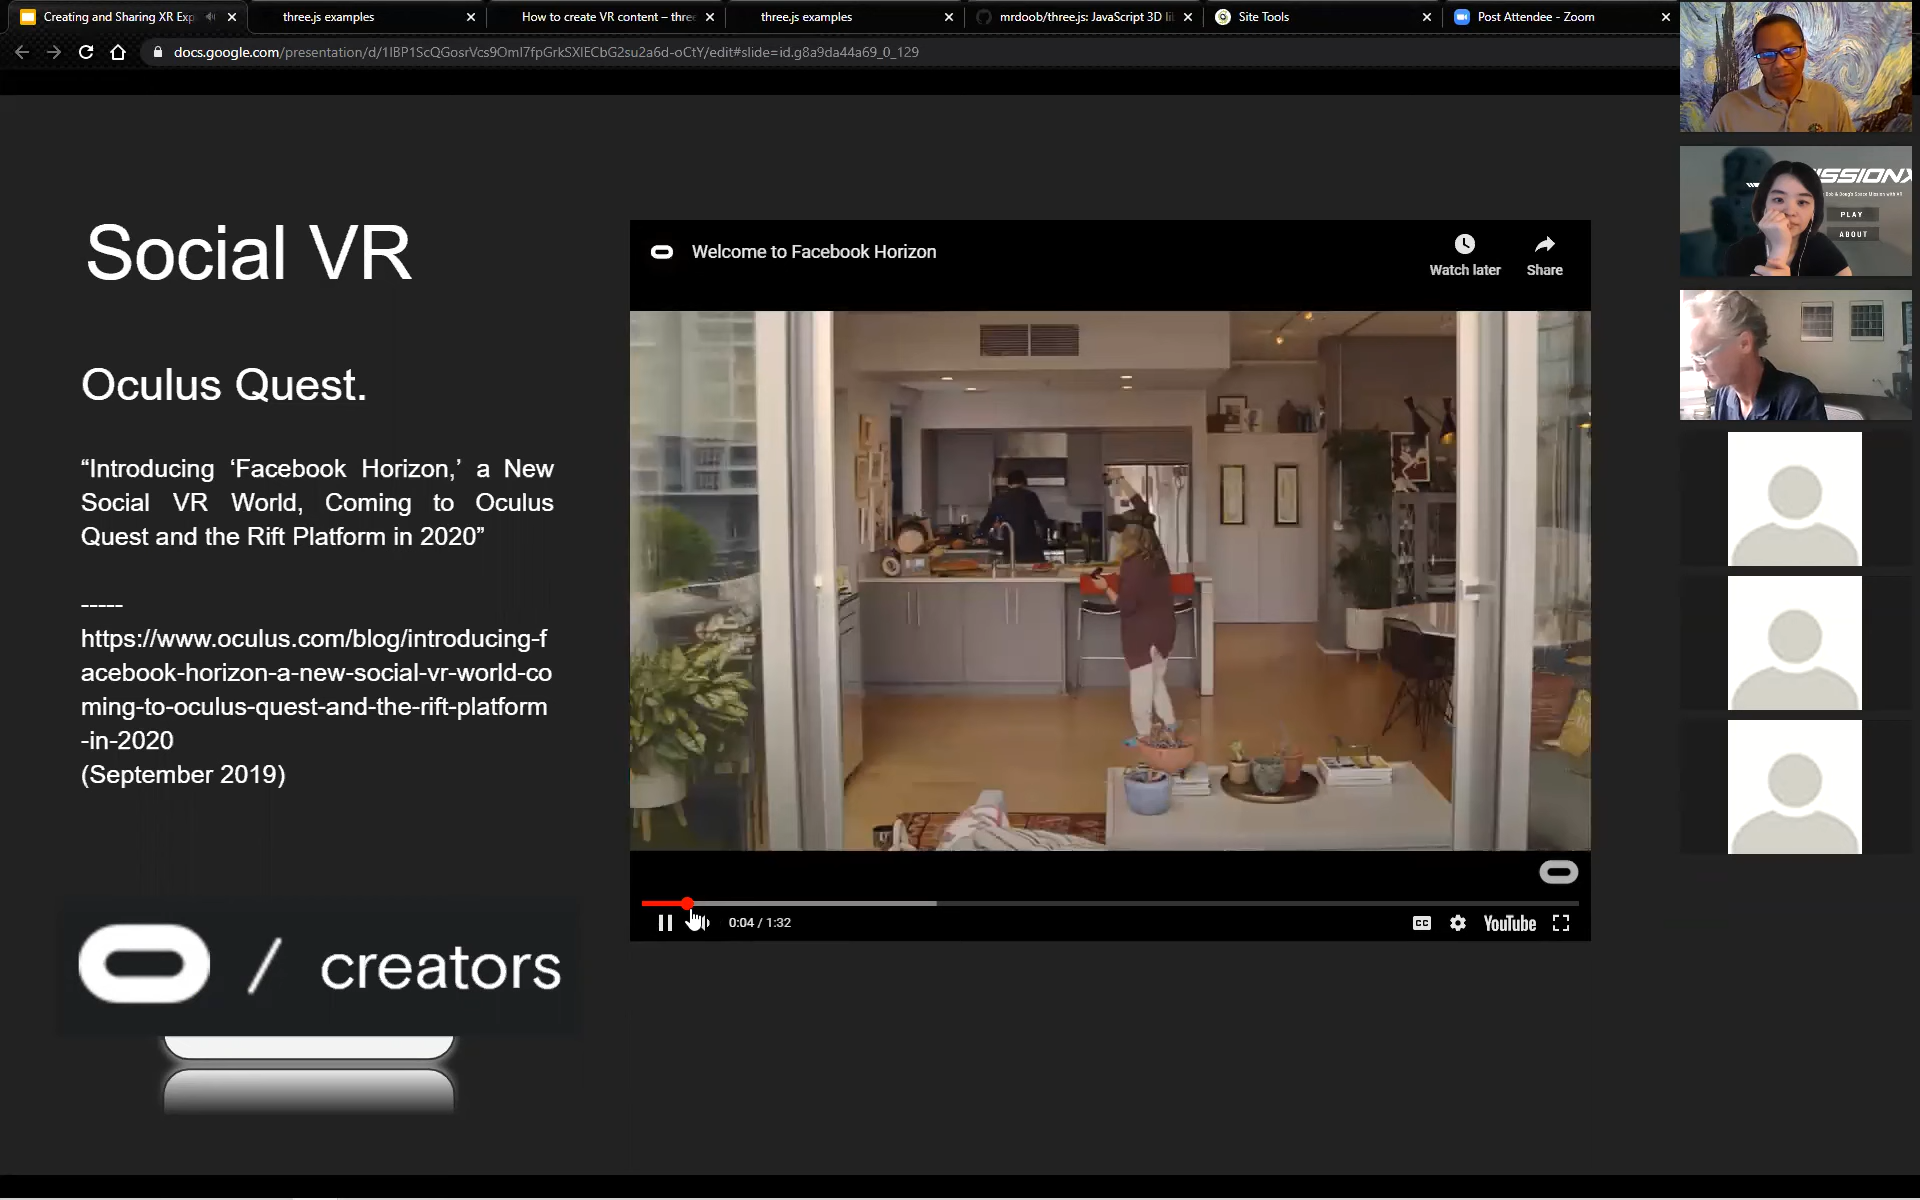 Creating and Sharing XR Exp
three.js examples
How to create VR content – thre
three.js examples
mrdoob/three.js: JavaScript 3D li
Site Tools
Post Attendee - Zoom
docs.google.com/presentation/d/1IBP1ScQGosrVcs9OmI7fpGrkSXIECbG2su2a6d-oCtY/edit#slide=id.g8a9da44a69_0_129
Social VR
Oculus Quest.
“Introducing ‘Facebook Horizon,’ a New
Social VR World, Coming to Oculus
Quest and the Rift Platform in 2020”
-----
https://www.oculus.com/blog/introducing-f
acebook-horizon-a-new-social-vr-world-co
ming-to-oculus-quest-and-the-rift-platform
-in-2020
(September 2019)
/ creators
Welcome to Facebook Horizon
Watch later
Share
0:04 / 1:32
CC
YouTube
ISSIONX
PLAY
ABOUT